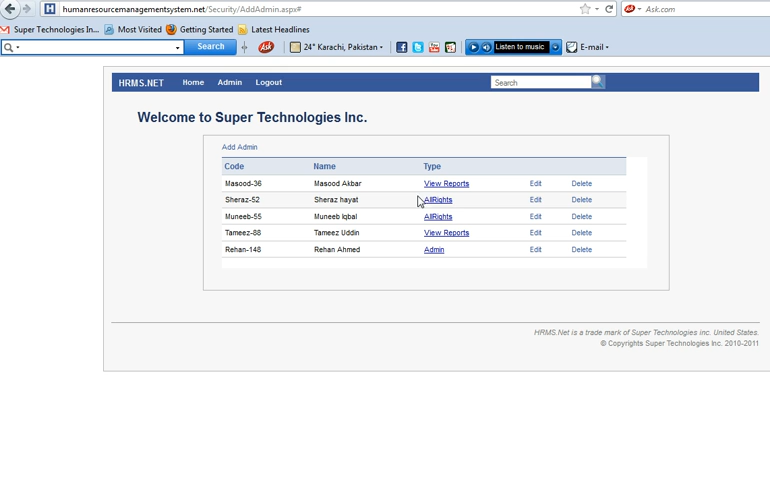 humanresourcemanagementsystem.net/Security/AddAdmin.aspx#
Ask.com
Super Technologies In... Most Visited Getting Started Latest Headlines
Search Ask 24° Karachi, Pakistan Listen to music E-mail
HRMS.NET Home Admin Logout Search
Welcome to Super Technologies Inc.
Add Admin
Code Name Type
Masood-36 Masood Akbar View Reports Edit Delete
Sheraz-52 Sheraz hayat AllRights Edit Delete
Muneeb-55 Muneeb Iqbal AllRights Edit Delete
Tameez-88 Tameez Uddin View Reports Edit Delete
Rehan-148 Rehan Ahmed Admin Edit Delete
HRMS.Net is a trade mark of Super Technologies inc. United States.
© Copyrights Super Technologies Inc. 2010-2011